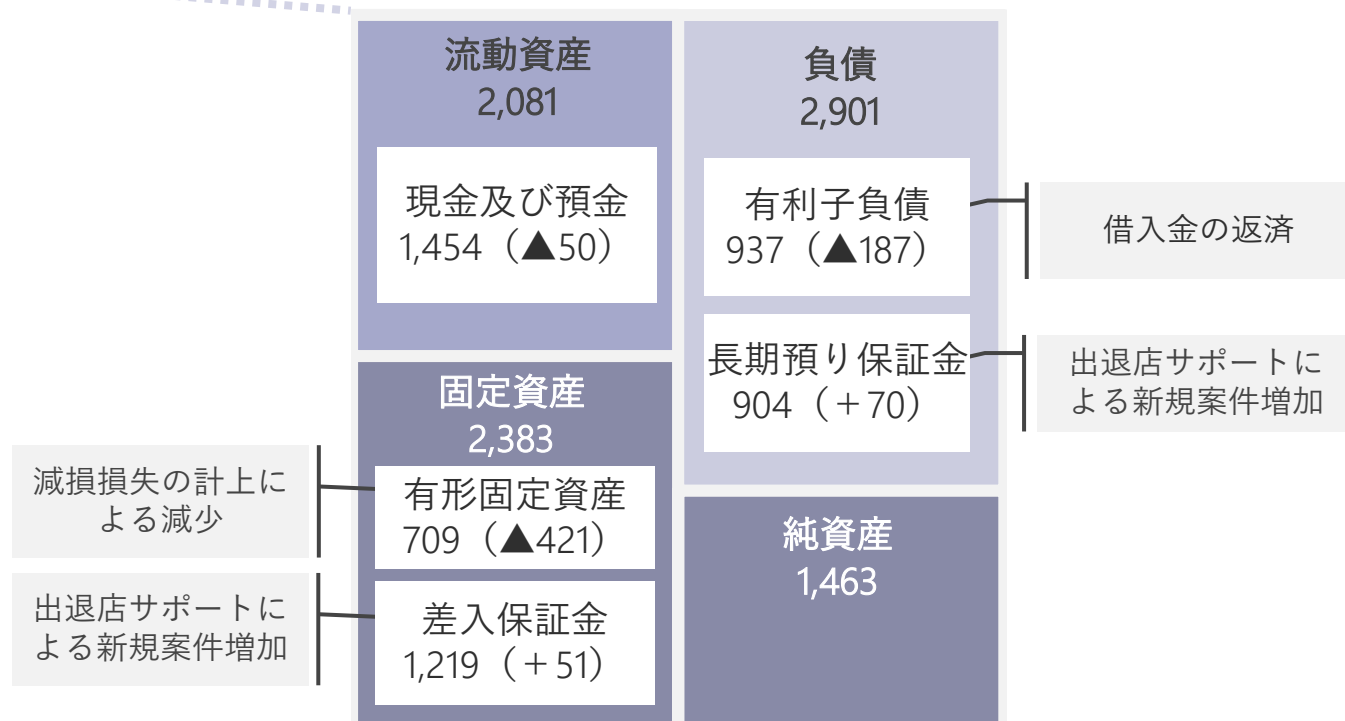 流動資産
2,081
現金及び預金
1,454（▲50）
固定資産
2,383
有形固定資産
709（▲421）
差入保証金
1,219（＋51）
減損損失の計上に
よる減少
出退店サポートに
よる新規案件増加
負債
2,901
有利子負債
937（▲187）
長期預り保証金
904（＋70）
純資産
1,463
借入金の返済
出退店サポートに
よる新規案件増加